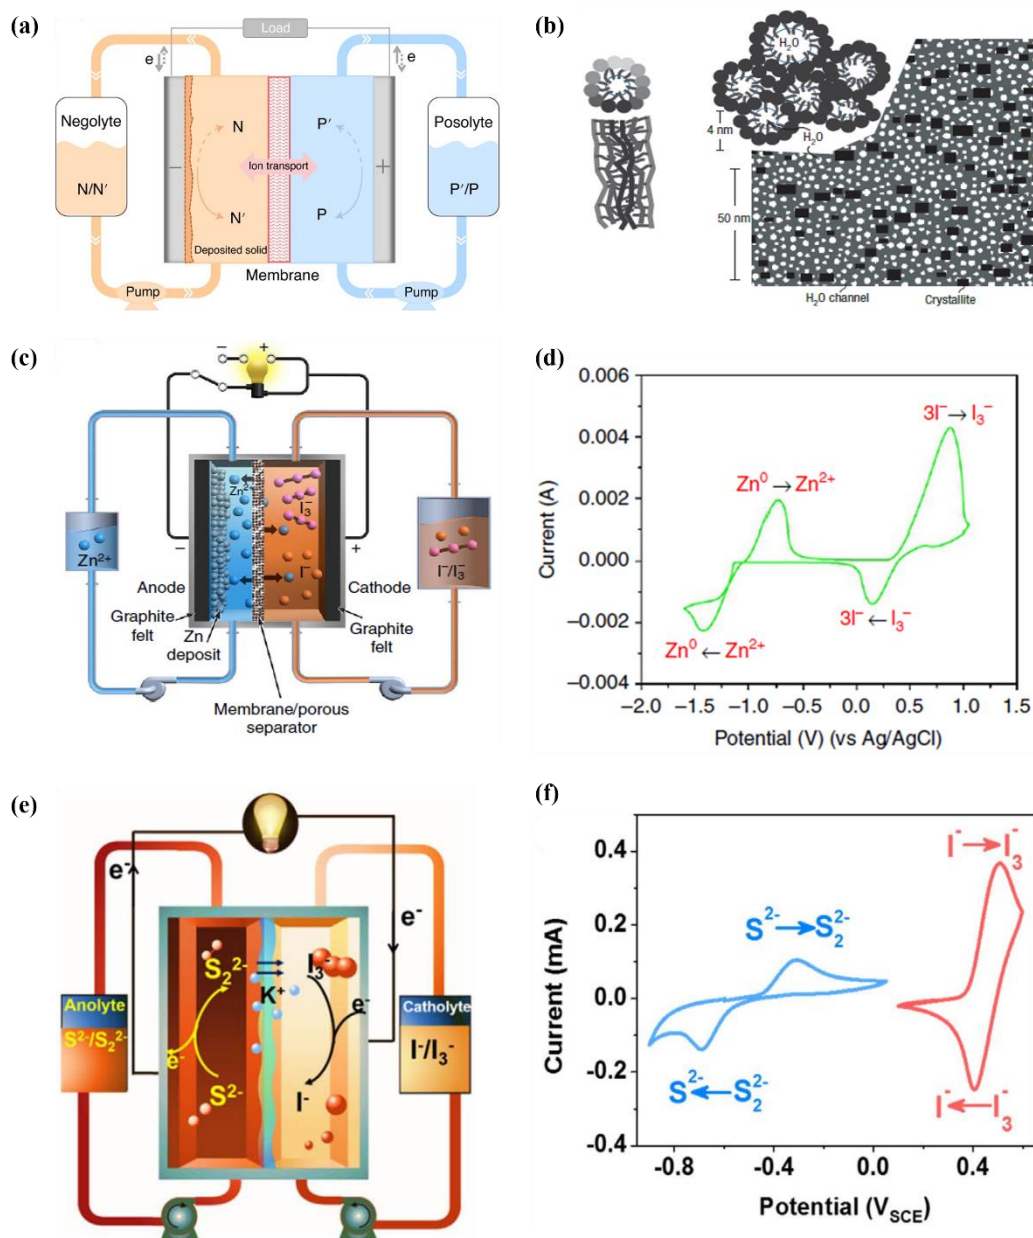 (a)
Load
e
e
Negolyte
N/N′
N
N′
Ion transport
P′
P
Posolyte
P′/P
−
+
Deposited solid
Membrane
Pump
Pump
(b)
H₂O
4 nm
H₂O
50 nm
H₂O channel
Crystallite
(c)
− +
Zn²⁺
I₃⁻
Zn²⁺
− +
I⁻/I₃⁻
I⁻
Anode
Cathode
Graphite
felt
Zn
deposit
Graphite
felt
Membrane/porous
separator
(d)
Current (A)
0.006
0.004
0.002
0.000
−0.002
−0.004
3I⁻ → I₃⁻
Zn⁰ → Zn²⁺
3I⁻ ← I₃⁻
Zn⁰ ← Zn²⁺
−2.0 −1.5 −1.0 −0.5 0.0 0.5 1.0 1.5
Potential (V) (vs Ag/AgCl)
(e)
e⁻
e⁻
S₂²⁻
I₃⁻
K⁺
e⁻
Anolyte
S²⁻/S₂²⁻
e⁻
S²⁻
I⁻
Catholyte
I⁻/I₃⁻
(f)
Current (mA)
0.4
0.2
0.0
-0.2
-0.4
I⁻ → I₃⁻
S²⁻ → S₂²⁻
S²⁻ ← S₂²⁻
I⁻ ← I₃⁻
-0.8 -0.4 0.0 0.4
Potential (V_SCE)